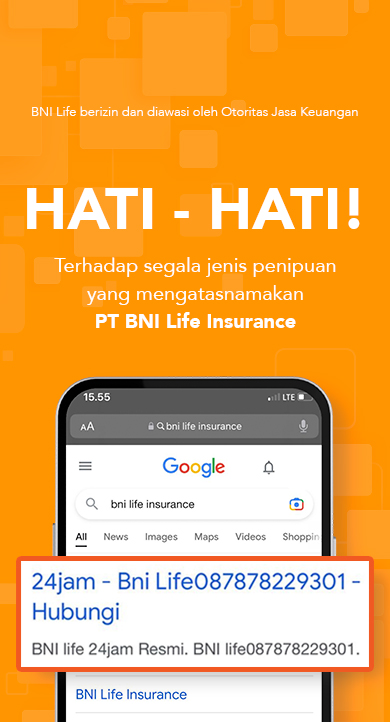 BNI Life berizin dan diawasi oleh Otoritas Jasa Keuangan
HATI - HATI!
Terhadap segala jenis penipuan
yang mengatasnamakan
PT BNI Life Insurance
15.55 LTE
AA bni life insurance
Google
bni life insurance
All News Images Maps Videos Shoppin
24jam - Bni Life087878229301 -
Hubungi
BNI life 24jam Resmi. BNI life087878229301.
BNI Life Insurance